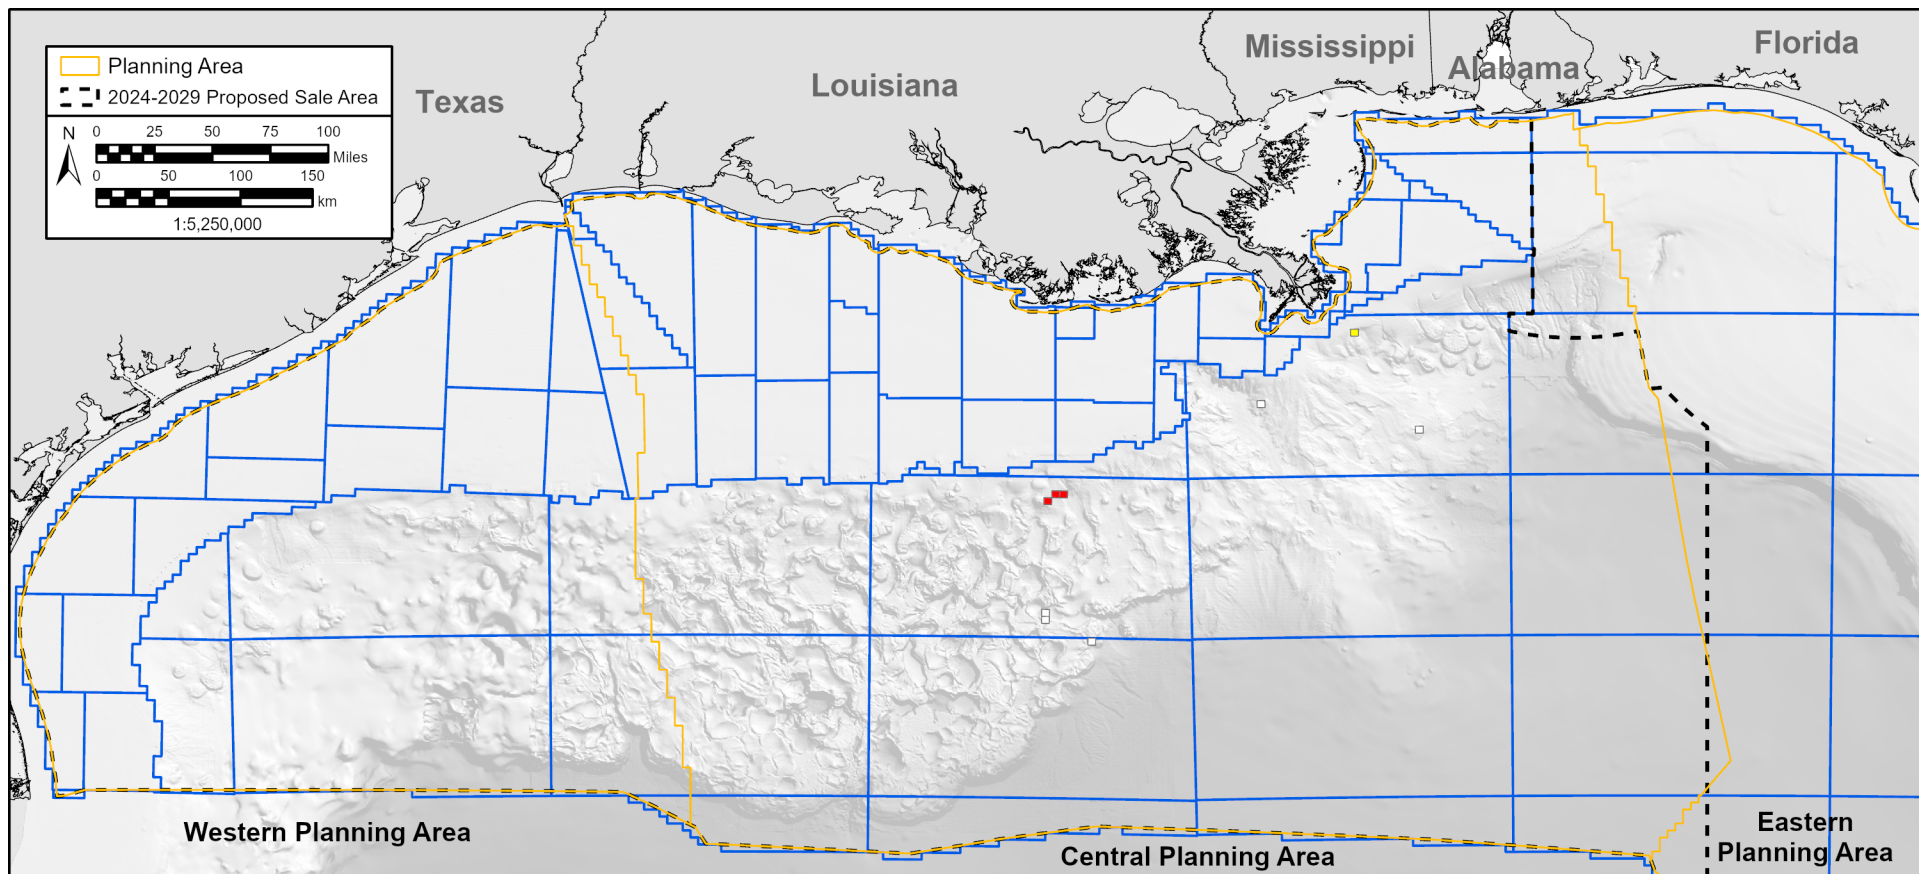 Planning Area
2024-2029 Proposed Sale Area
N
0 25 50 75 100
Miles
0 50 100 150
km
1:5,250,000
Texas
Louisiana
Mississippi
Alabama
Florida
Western Planning Area
Central Planning Area
Eastern
Planning Area